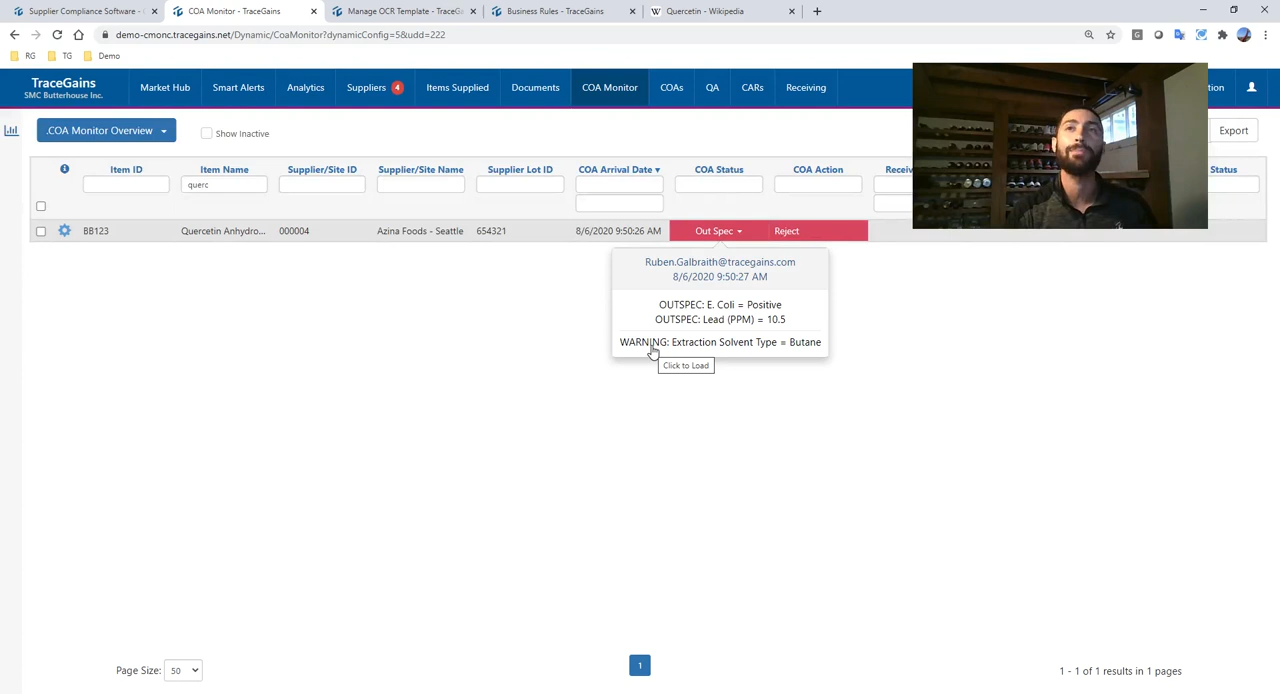 Supplier Compliance Software -
COA Monitor - TraceGains
Manage OCR Template - TraceGa
Business Rules - TraceGains
Quercetin - Wikipedia
demo-cmonc.tracegains.net/Dynamic/CoaMonitor?dynamicConfig=5&udd=222
RG
TG
Demo
TraceGains
SMC Butterhouse Inc.
Market Hub
Smart Alerts
Analytics
Suppliers 4
Items Supplied
Documents
COA Monitor
COAs
QA
CARs
Receiving
tion
.COA Monitor Overview
Show Inactive
Export
Item ID
Item Name
Supplier/Site ID
Supplier/Site Name
Supplier Lot ID
COA Arrival Date
COA Status
COA Action
Receiv
Status
querc
BB123
Quercetin Anhydro...
000004
Azina Foods - Seattle
654321
8/6/2020 9:50:26 AM
Out Spec
Reject
Ruben.Galbraith@tracegains.com
8/6/2020 9:50:27 AM
OUTSPEC: E. Coli = Positive
OUTSPEC: Lead (PPM) = 10.5
WARNING: Extraction Solvent Type = Butane
Click to Load
Page Size: 50
1
1 - 1 of 1 results in 1 pages